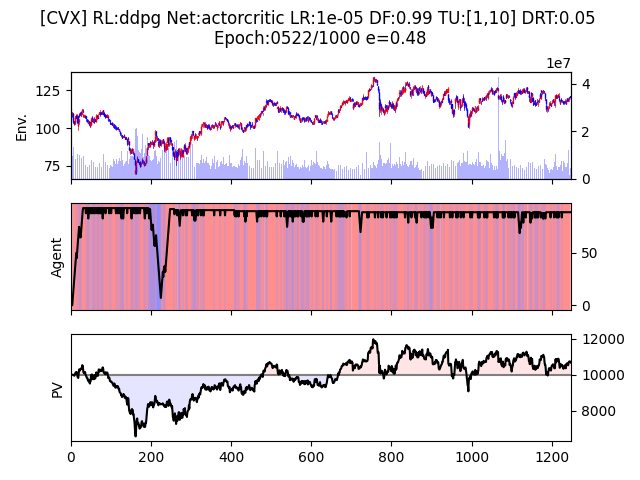 [CVX] RL:ddpg Net:actorcritic LR:1e-05 DF:0.99 TU:[1,10] DRT:0.05
Epoch:0522/1000 e=0.48
1e7
Env.
125
100
75
4
2
0
Agent
50
0
PV
12000
10000
8000
0 200 400 600 800 1000 1200